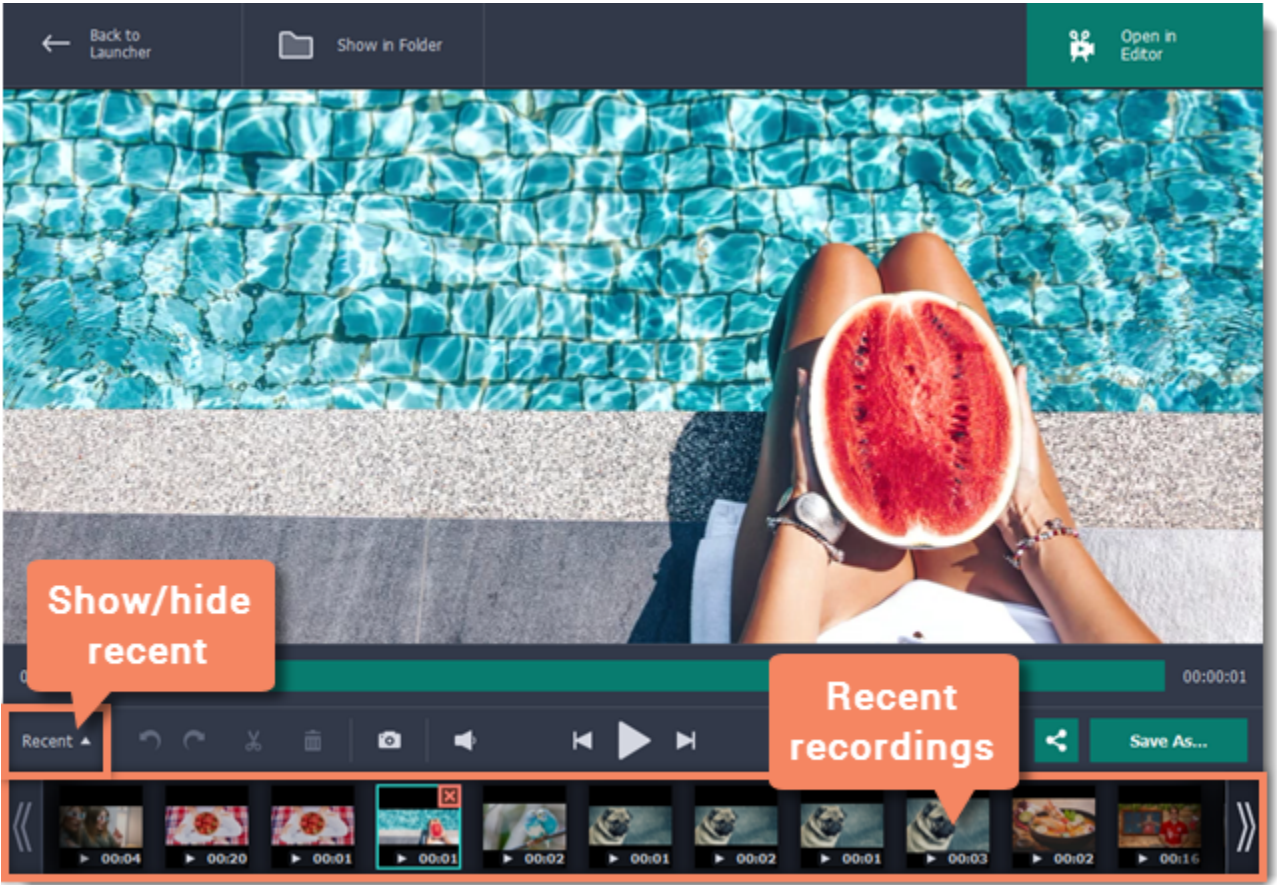 Back to
Launcher
Show in Folder
Open in
Editor
Show/hide
recent
00:00:01
Recent
recordings
Recent
Save As...
00:04
00:20
00:01
00:01
00:02
00:01
00:02
00:01
00:03
00:02
00:16